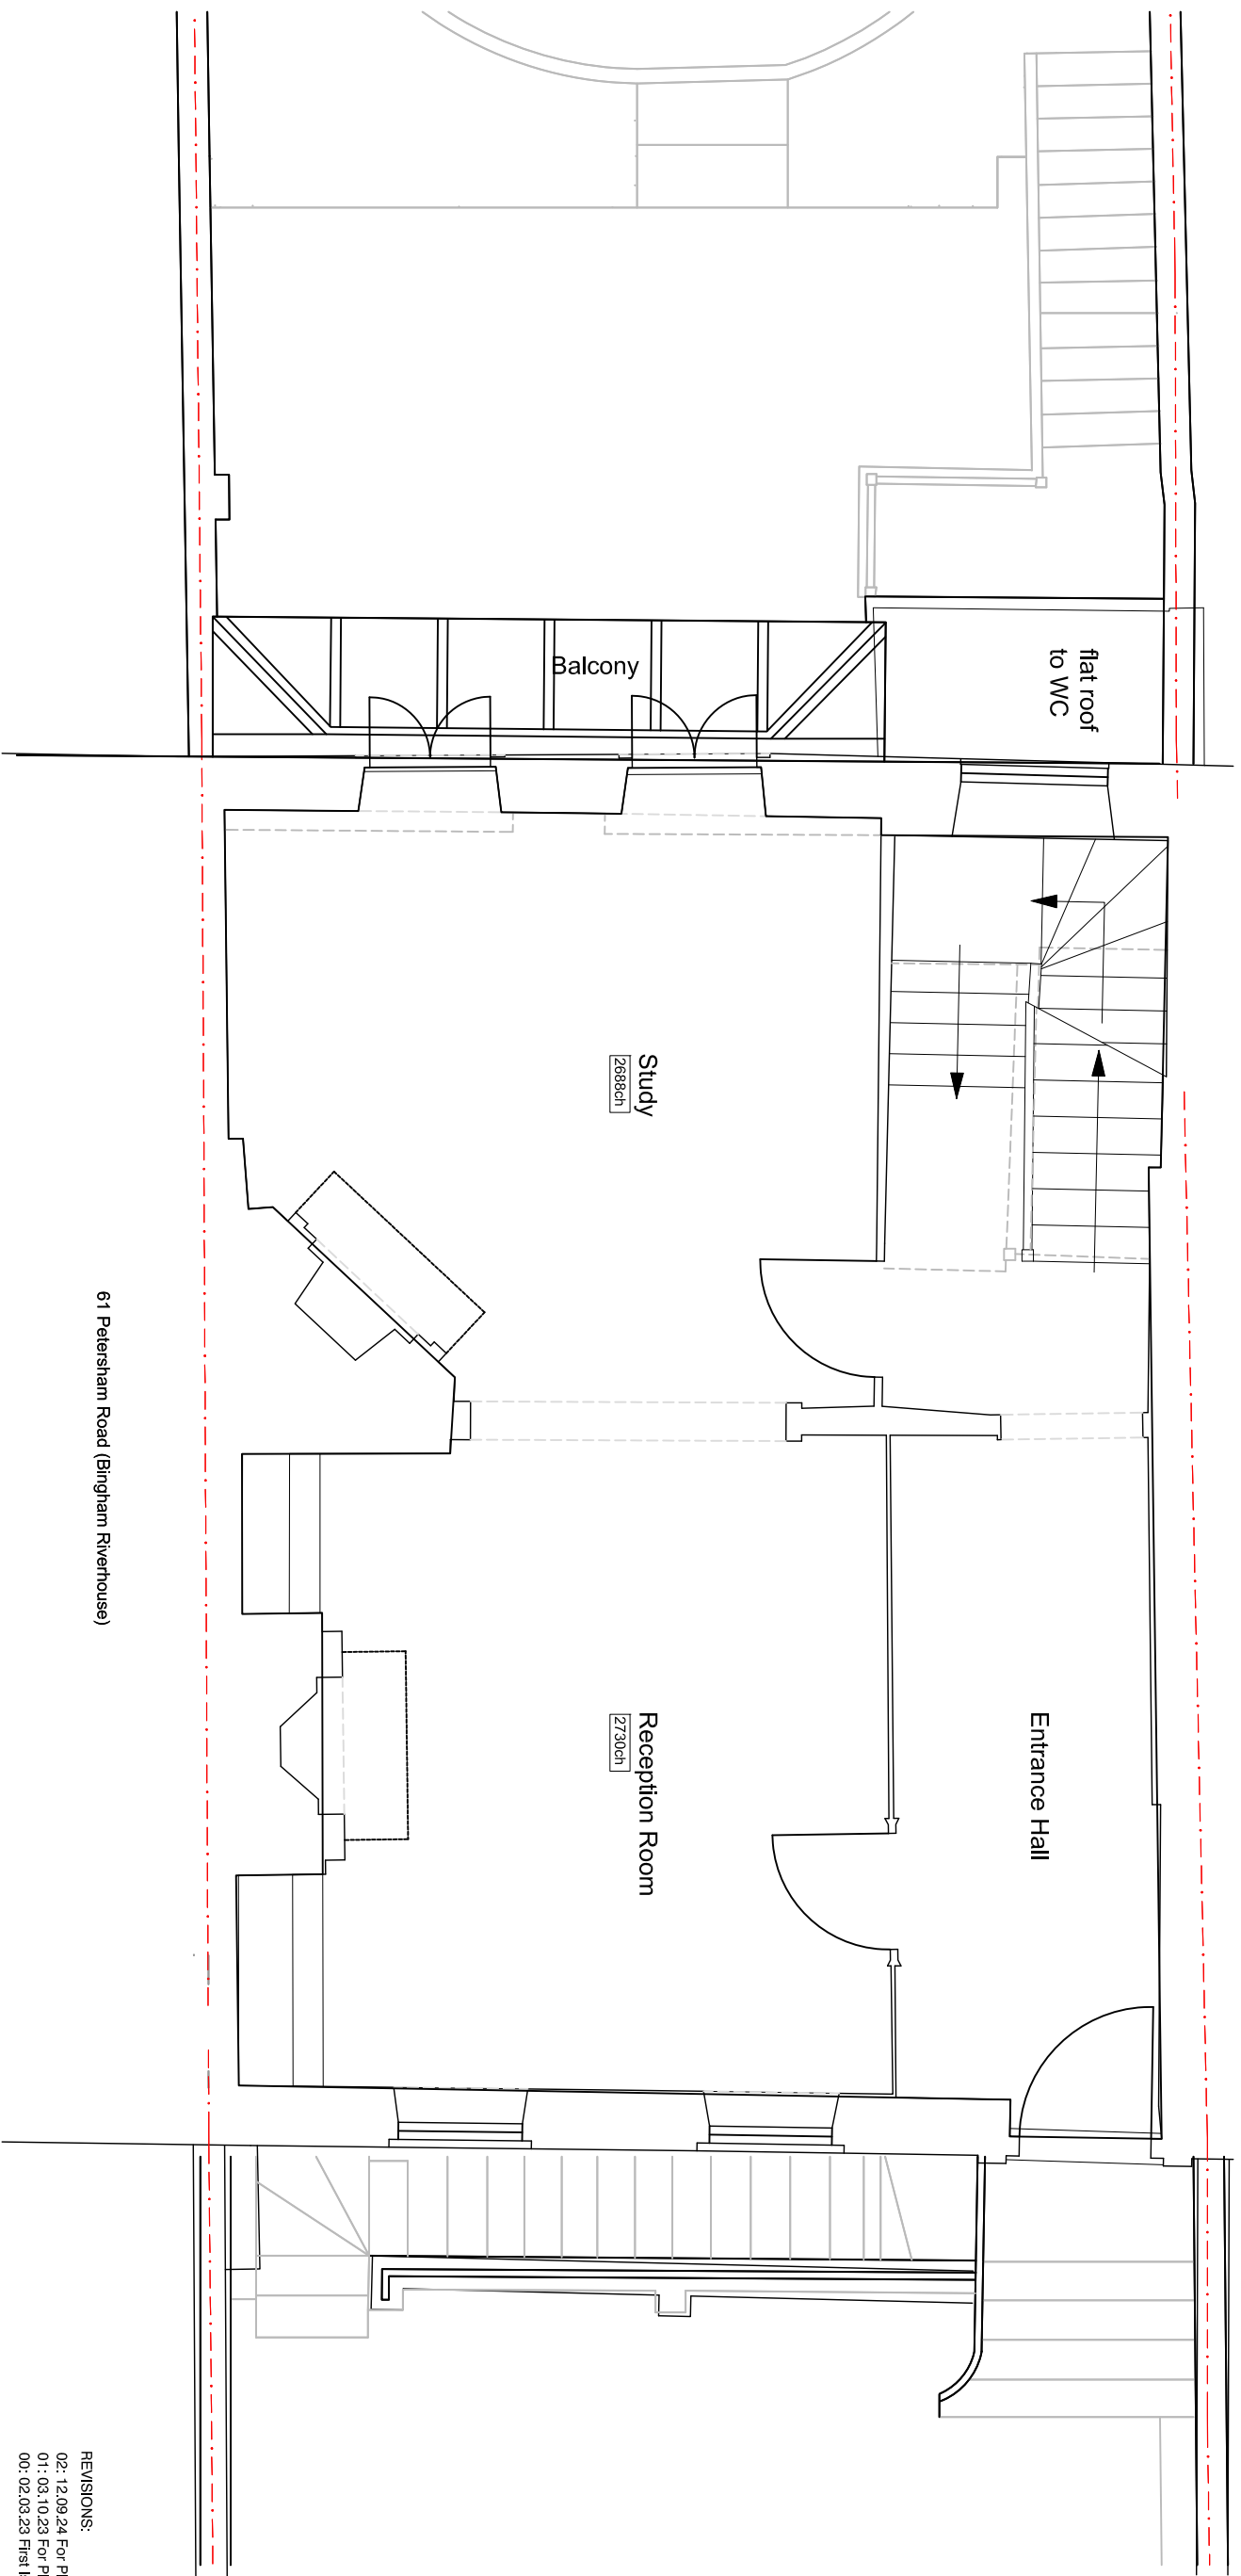 flat roof
to WC
Balcony
Study
2688ch
Entrance Hall
Reception Room
2730ch
61 Petersham Road (Bingham Riverhouse)
REVISIONS:
02: 12.09.24 For
01: 03.10.23 For
00: 02.03.23 First